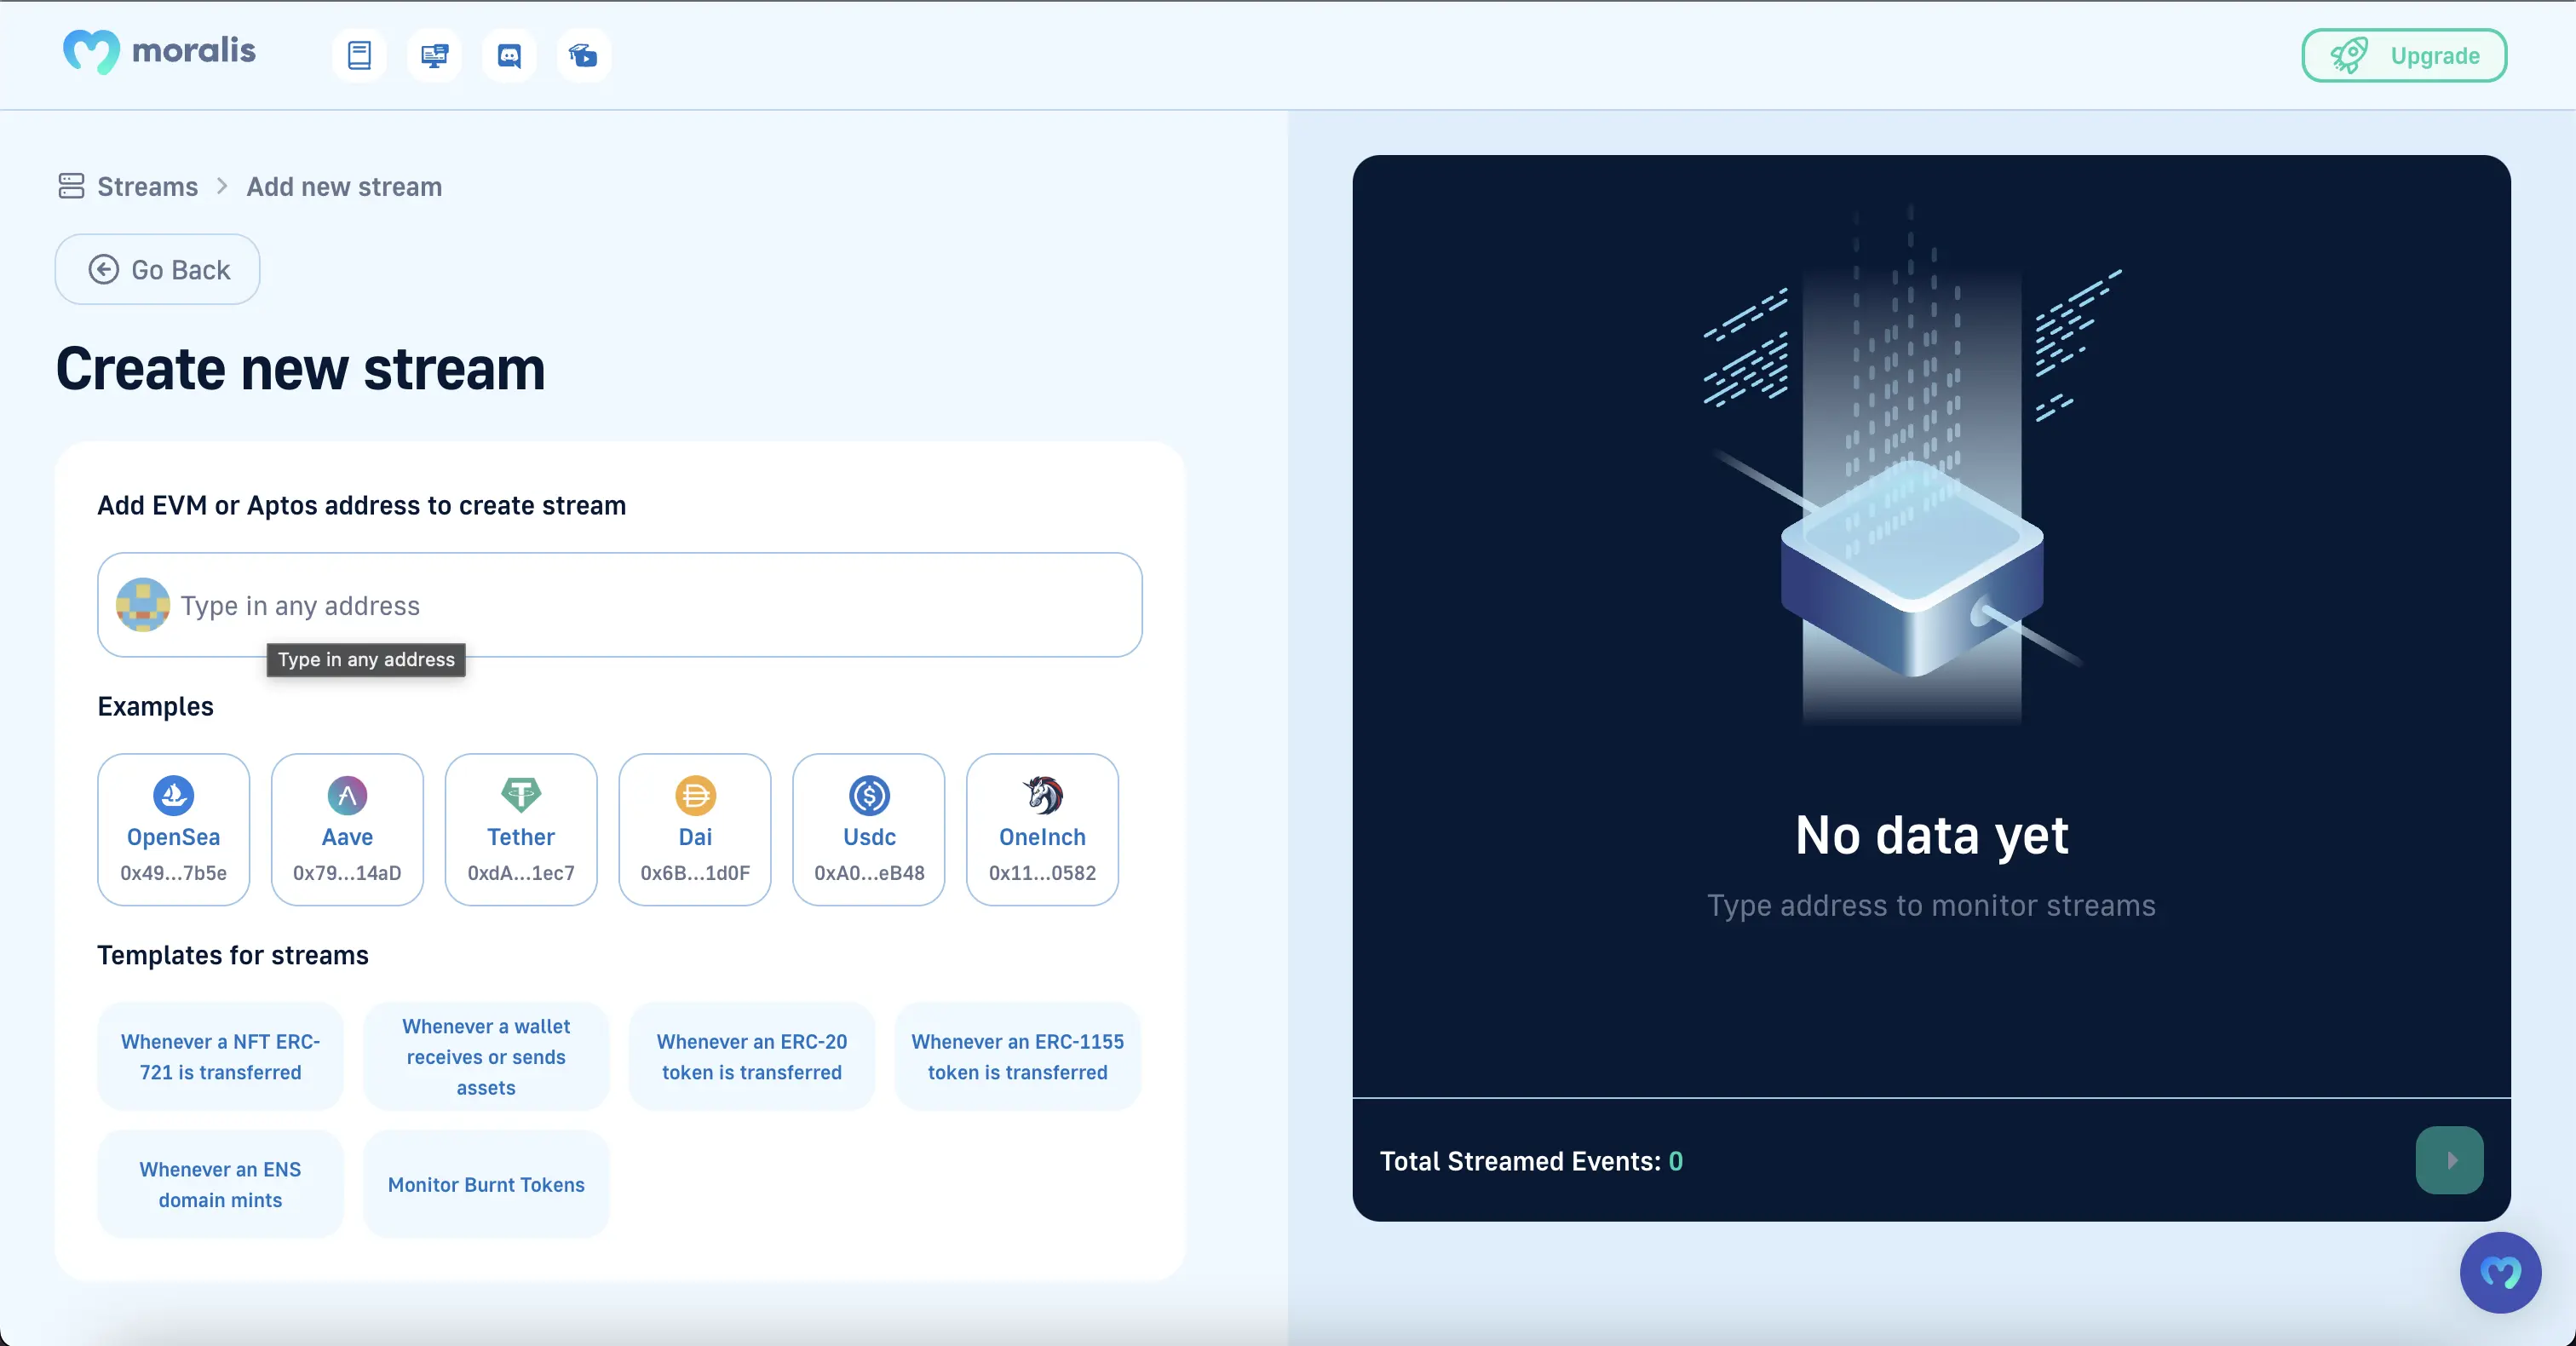 moralis
Upgrade
Streams > Add new stream
Go Back
Create new stream
Add EVM or Aptos address to create stream
Type in any address
Type in any address
Examples
OpenSea
0x49...7b5e
Aave
0x79...14aD
Tether
0xdA...1ec7
Dai
0x6B...1d0F
Usdc
0xA0...eB48
OneInch
0x11...0582
Templates for streams
Whenever a NFT ERC-
721 is transferred
Whenever a wallet
receives or sends
assets
Whenever an ERC-20
token is transferred
Whenever an ERC-1155
token is transferred
Whenever an ENS
domain mints
Monitor Burnt Tokens
No data yet
Type address to monitor streams
Total Streamed Events: 0